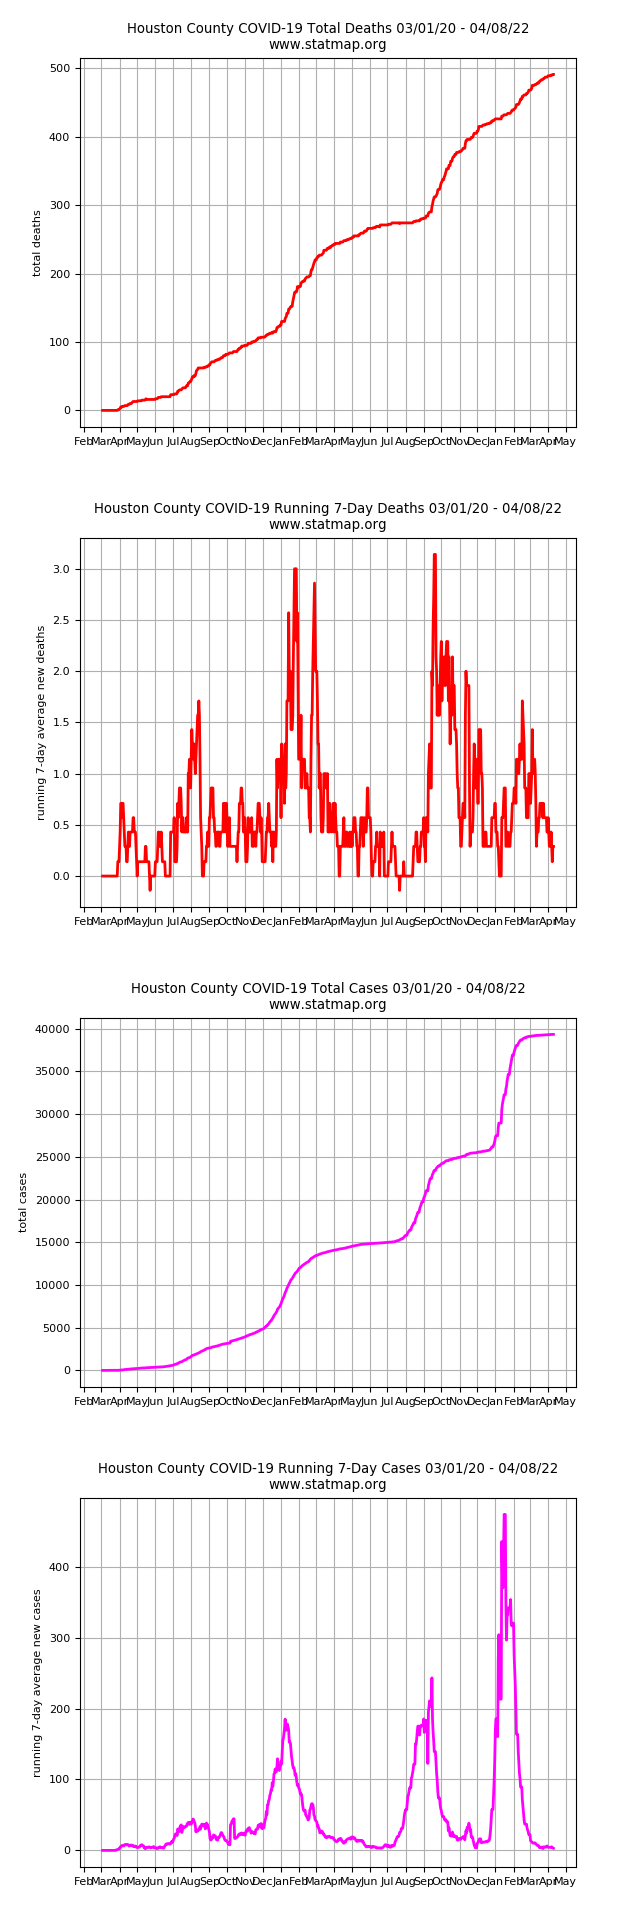 Houston County COVID-19 Total Deaths 03/01/20 - 04/08/22
www.statmap.org
500
400
300
200
100
0
total deaths
Feb Mar Apr May Jun Jul Aug Sep Oct Nov Dec Jan Feb Mar Apr May Jun Jul Aug Sep Oct Nov Dec Jan Feb Mar Apr May
Houston County COVID-19 Running 7-Day Deaths 03/01/20 - 04/08/22
www.statmap.org
3.0
2.5
2.0
1.5
1.0
0.5
0.0
running 7-day average new deaths
Feb Mar Apr May Jun Jul Aug Sep Oct Nov Dec Jan Feb Mar Apr May Jun Jul Aug Sep Oct Nov Dec Jan Feb Mar Apr May
Houston County COVID-19 Total Cases 03/01/20 - 04/08/22
www.statmap.org
40000
35000
30000
25000
20000
15000
10000
5000
0
total cases
Feb Mar Apr May Jun Jul Aug Sep Oct Nov Dec Jan Feb Mar Apr May Jun Jul Aug Sep Oct Nov Dec Jan Feb Mar Apr May
Houston County COVID-19 Running 7-Day Cases 03/01/20 - 04/08/22
www.statmap.org
400
300
200
100
0
running 7-day average new cases
Feb Mar Apr May Jun Jul Aug Sep Oct Nov Dec Jan Feb Mar Apr May Jun Jul Aug Sep Oct Nov Dec Jan Feb Mar Apr May